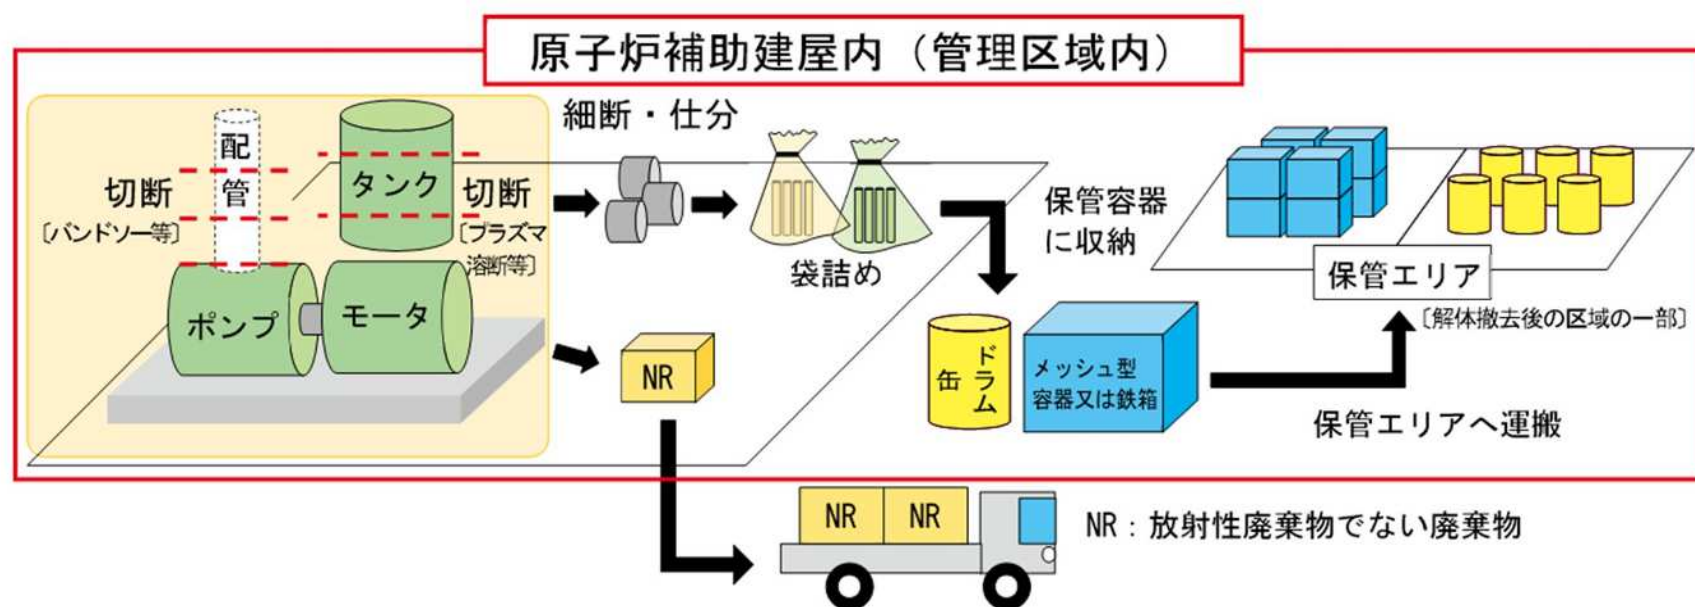 原子炉補助建屋内（管理区域内）
細断・仕分
配
管
タンク
切断
〔バンドソー等〕
切断
〔プラズマ
溶断等〕
ポンプ
モータ
袋詰め
保管容器
に収納
保管エリア
〔解体撤去後の区域の一部〕
NR
ドラム
缶
メッシュ型
容器又は鉄箱
保管エリアへ運搬
NR
NR
NR：放射性廃棄物でない廃棄物